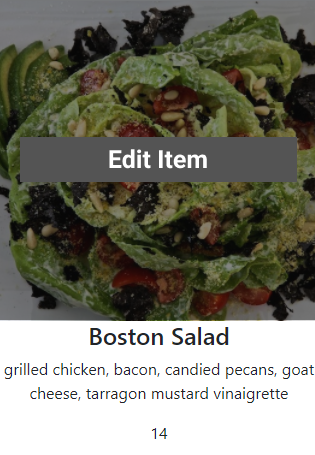 Edit Item
Boston Salad
grilled chicken, bacon, candied pecans, goat
cheese, tarragon mustard vinaigrette
14